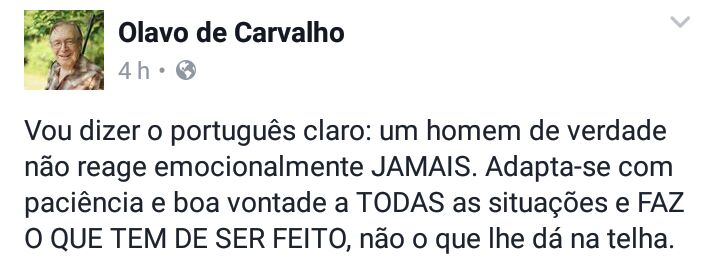 Olavo de Carvalho
4 h •
Vou dizer o português claro: um homem de verdade
não reage emocionalmente JAMAIS. Adapta-se com
paciência e boa vontade a TODAS as situações e FAZ
O QUE TEM DE SER FEITO, não o que lhe dá na telha.